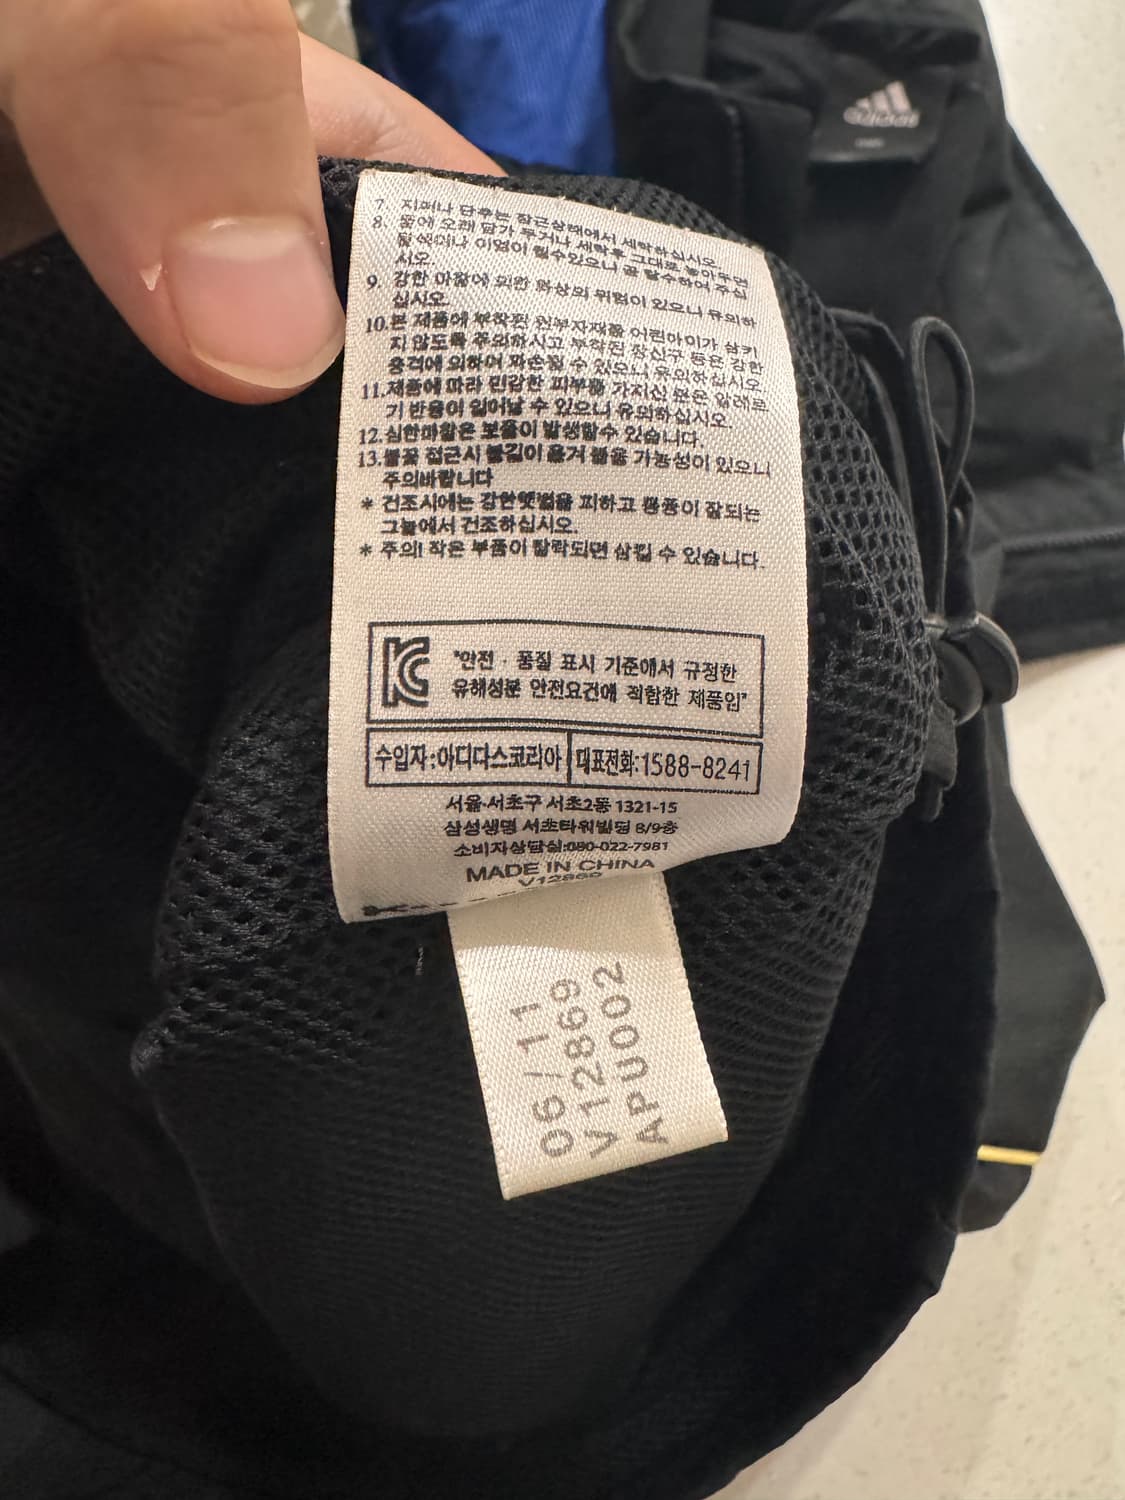 adidas
7. 지퍼나 단추는 잠근상태에서 세탁하십시오.
8. 물에 오래 담가 두거나 세탁후 그대로 놓아두면
탈색이나 이염이 될수있으니 곧 탈수하여 주십
시오.
9. 강한 마찰에 의한 화상의 위험이 있으니 유의하
십시오.
10.본 제품에 부착된 원부자재를 어린아이가 삼키
지 않도록 주의하시고 부착된 장신구 등은 강한
충격에 의하여 파손될 수 있으니 유의하십시오.
11.제품에 따라 민감한 피부를 가지신 분은 알레르
기 반응이 일어날 수 있으니 유의하십시오.
12.심한마찰은 보풀이 발생할수 있습니다.
13.불꽃 접근시 불길이 옮겨 붙을 가능성이 있으니
주의바랍니다
* 건조시에는 강한햇볕을 피하고 통풍이 잘되는
그늘에서 건조하십시오.
* 주의! 작은 부품이 탈락되면 삼킬 수 있습니다.
"안전 · 품질 표시 기준에서 규정한
유해성분 안전요건에 적합한 제품임"
수입자:아디다스코리아 대표전화:1588-8241
서울.서초구 서초2동 1321-15
삼성생명 서초타워빌딩 8/9층
소비자상담실:080-022-7981
MADE IN CHINA
V12869
06/11
V12869
APU002